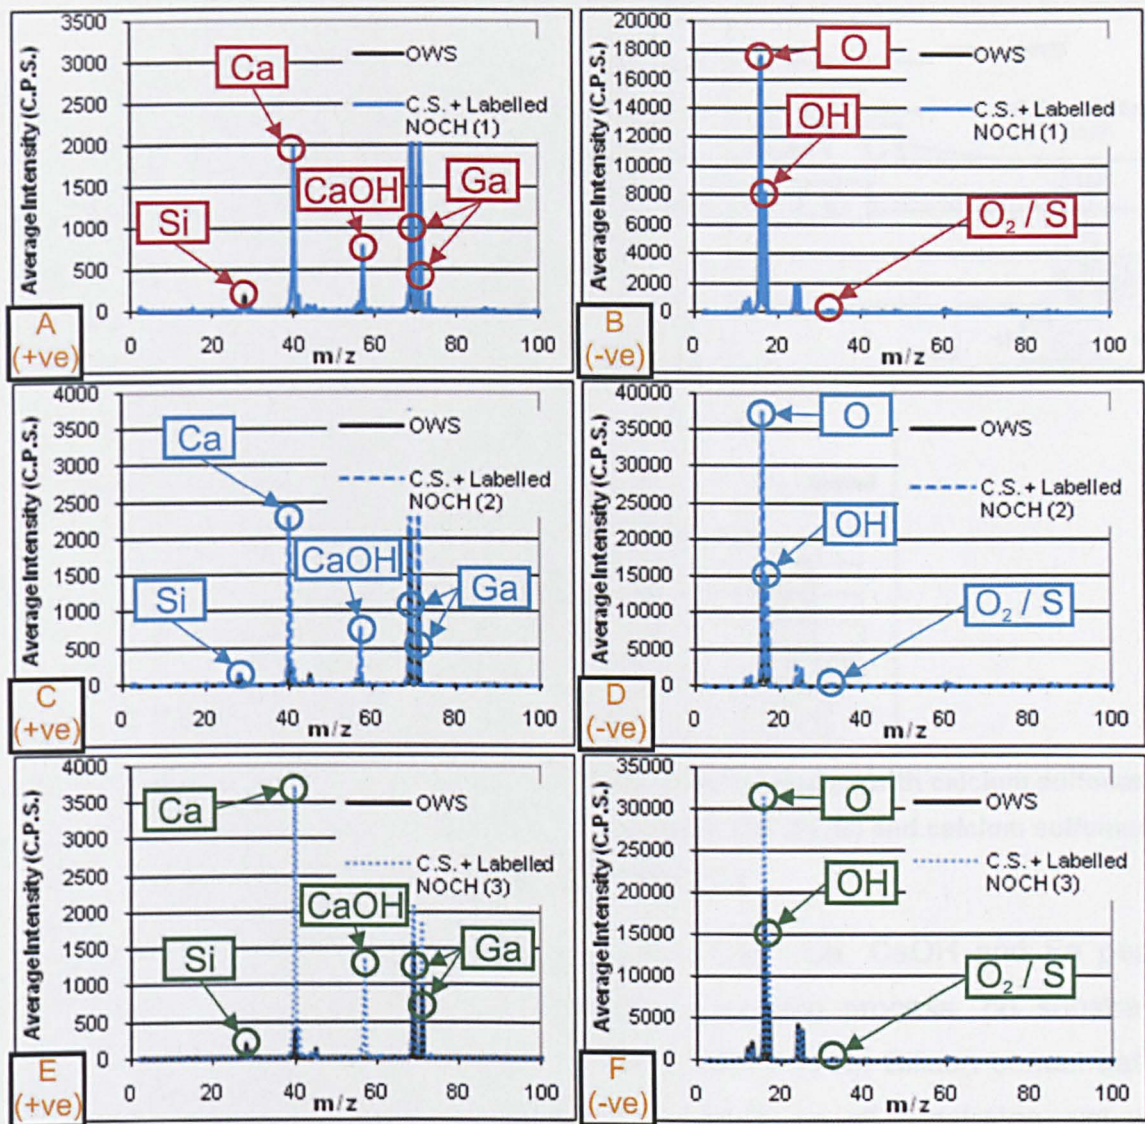 3500
3000
2500
2000
1500
1000
500
0
Average Intensity (C.P.S.)
Ca
CaOH
Ga
Si
OWS
C.S. + Labelled
NOCH (1)
0 20 40 60 80 100
m/z
A
(+ve)
20000
18000
16000
14000
12000
10000
8000
6000
4000
2000
0
Average Intensity (C.P.S.)
O
OH
O2 / S
OWS
C.S. + Labelled
NOCH (1)
0 20 40 60 80 100
m/z
B
(-ve)
4000
3500
3000
2500
2000
1500
1000
500
0
Average Intensity (C.P.S.)
Ca
CaOH
Ga
Si
OWS
C.S. + Labelled
NOCH (2)
0 20 40 60 80 100
m/z
C
(+ve)
40000
35000
30000
25000
20000
15000
10000
5000
0
Average Intensity (C.P.S.)
O
OH
O2 / S
OWS
C.S. + Labelled
NOCH (2)
0 20 40 60 80 100
m/z
D
(-ve)
4000
3500
3000
2500
2000
1500
1000
500
0
Average Intensity (C.P.S.)
Ca
CaOH
Ga
Si
OWS
C.S. + Labelled
NOCH (3)
0 20 40 60 80 100
m/z
E
(+ve)
35000
30000
25000
20000
15000
10000
5000
0
Average Intensity (C.P.S.)
O
OH
O2 / S
OWS
C.S. + Labelled
NOCH (3)
0 20 40 60 80 100
m/z
F
(-ve)